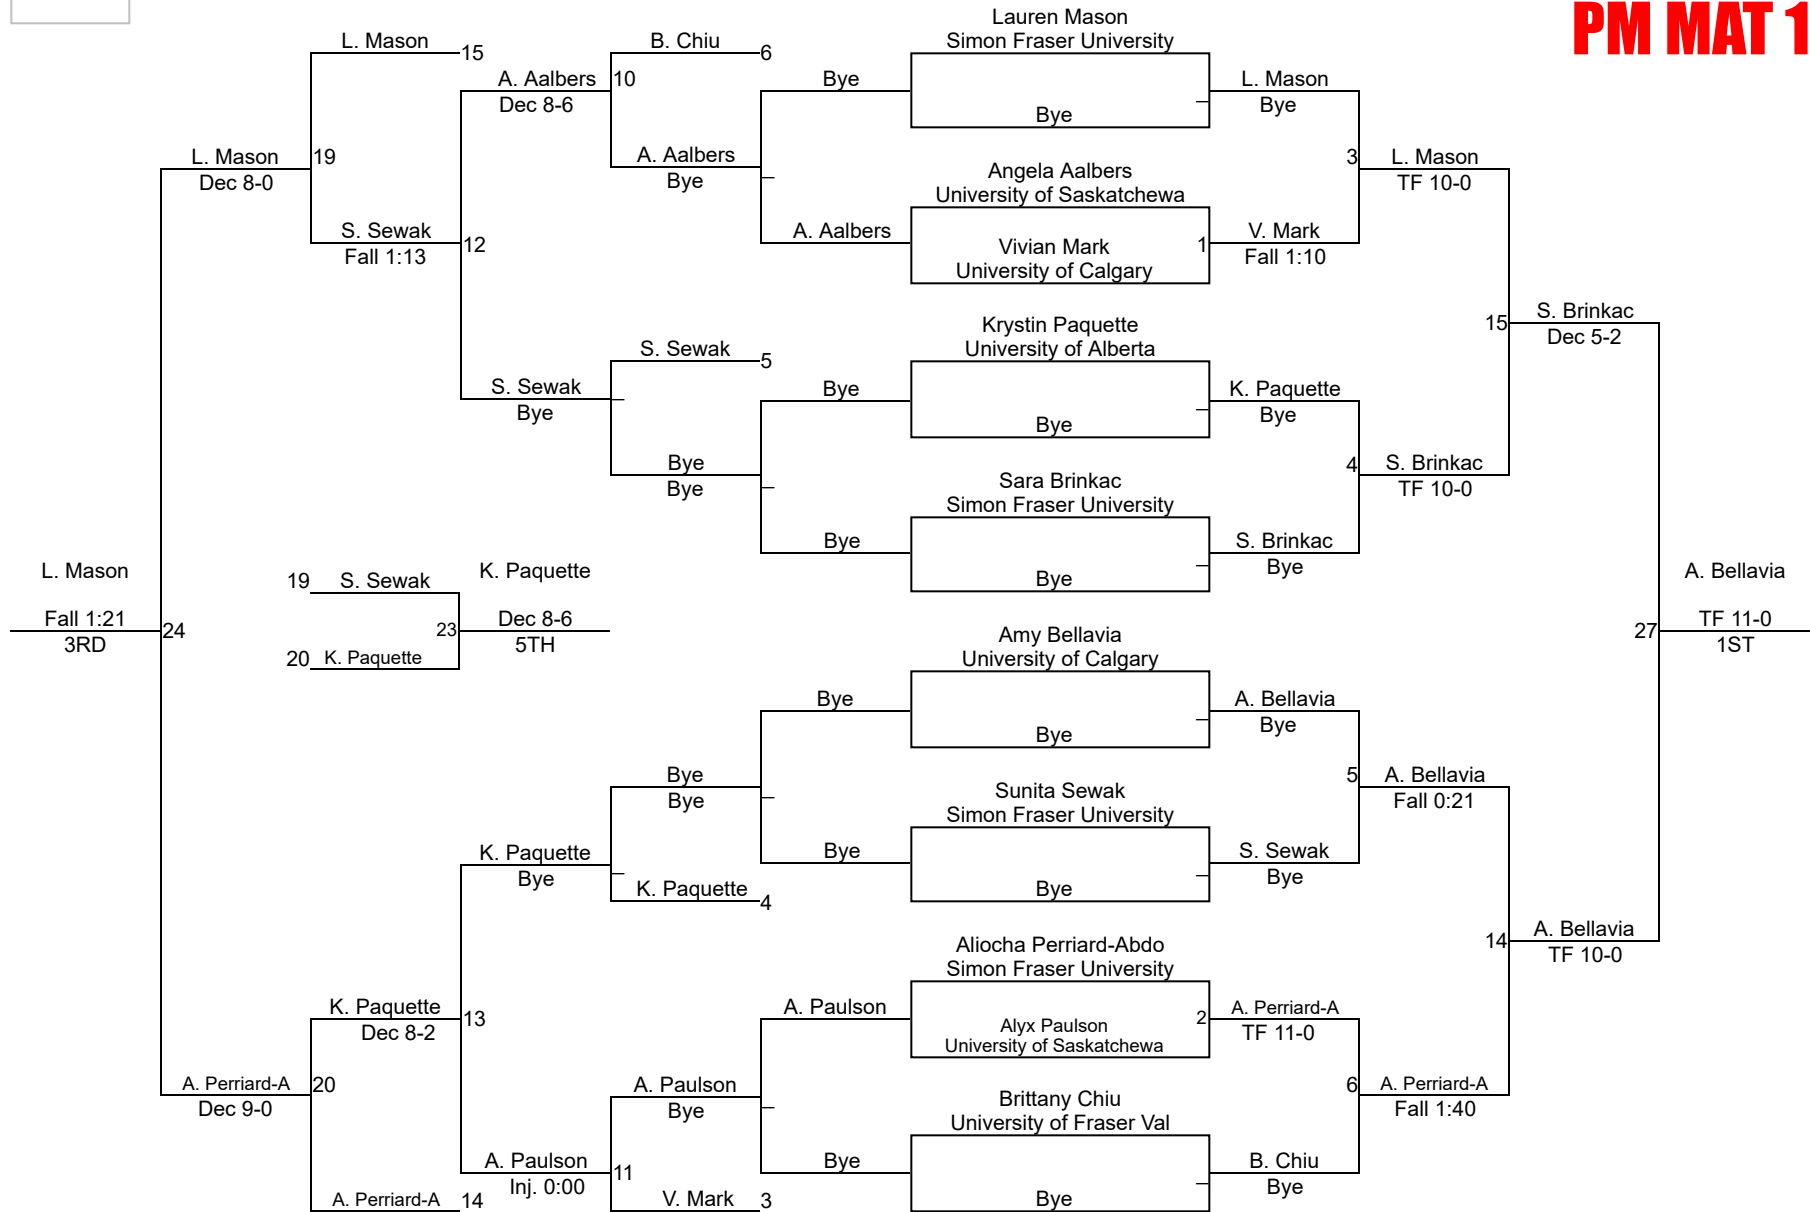 PM MAT 1
Lauren Mason
Simon Fraser University
L. Mason
15
B. Chiu
6
A. Aalbers
10
Dec 8-6
Bye
L. Mason
Bye
Bye
L. Mason
19
Dec 8-0
A. Aalbers
Bye
3
L. Mason
TF 10-0
Angela Aalbers
University of Saskatchewa
S. Sewak
12
Fall 1:13
A. Aalbers
Vivian Mark
University of Calgary
1
V. Mark
Fall 1:10
Krystin Paquette
University of Alberta
15
S. Brinkac
Dec 5-2
S. Sewak
5
S. Sewak
Bye
Bye
Bye
K. Paquette
Bye
Bye
Bye
4
S. Brinkac
TF 10-0
Sara Brinkac
Simon Fraser University
Bye
Bye
S. Brinkac
Bye
L. Mason
Fall 1:21
3RD
24
19
S. Sewak
20
K. Paquette
23
K. Paquette
Dec 8-6
5TH
A. Bellavia
27
TF 11-0
1ST
Amy Bellavia
University of Calgary
Bye
Bye
A. Bellavia
Bye
Bye
Bye
5
A. Bellavia
Fall 0:21
Sunita Sewak
Simon Fraser University
K. Paquette
Bye
K. Paquette
4
Bye
Bye
S. Sewak
Bye
14
A. Bellavia
TF 10-0
Aliocha Perriard-Abdo
Simon Fraser University
K. Paquette
13
Dec 8-2
A. Paulson
Alyx Paulson
University of Saskatchewa
2
A. Perriard-A
TF 11-0
A. Perriard-A
20
Dec 9-0
A. Paulson
Bye
6
A. Perriard-A
Fall 1:40
Brittany Chiu
University of Fraser Val
A. Paulson
11
Inj. 0:00
Bye
Bye
B. Chiu
Bye
A. Perriard-A
14
V. Mark
3